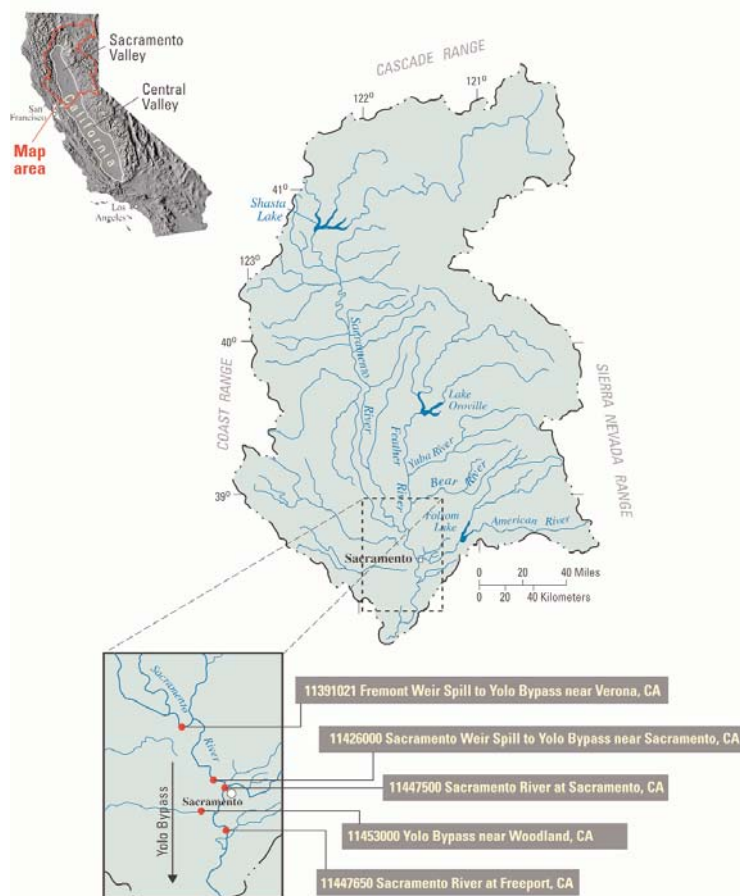 Sacramento
Valley
Central
Valley
San
Francisco
California
Map
area
Los
Angeles
CASCADE RANGE
122°
121°
41°
Shasta
Lake
123°
40°
Sacramento
River
COAST RANGE
SIERRA NEVADA RANGE
Lake
Oroville
Feather
River
Yuba River
Bear River
39°
Folsom
Lake
American River
Sacramento
0 20 40 Miles
0 20 40 Kilometers
Sacramento
River
Sacramento
Yolo Bypass
11391021 Fremont Weir Spill to Yolo Bypass near Verona, CA
11426000 Sacramento Weir Spill to Yolo Bypass near Sacramento, CA
11447500 Sacramento River at Sacramento, CA
11453000 Yolo Bypass near Woodland, CA
11447650 Sacramento River at Freeport, CA